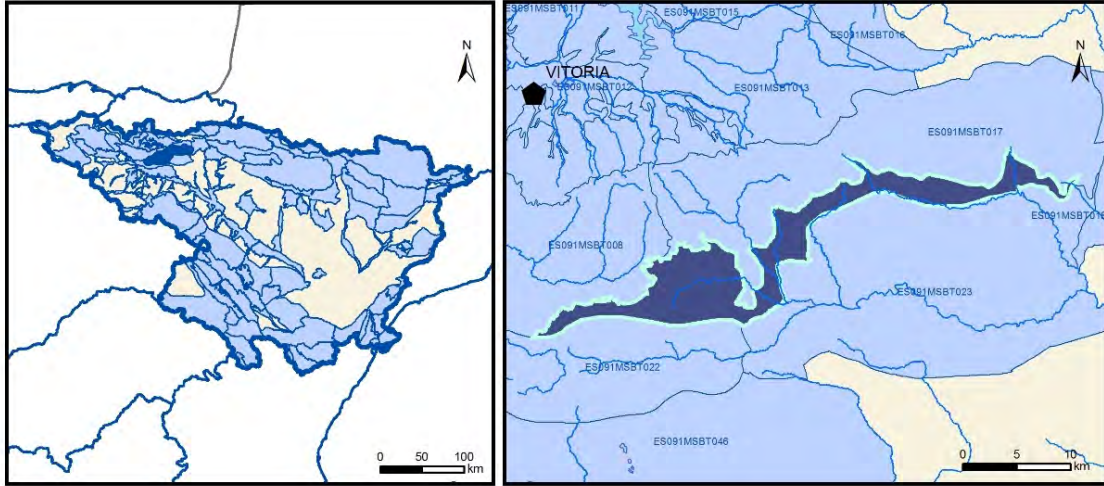 N
0 50 100
km
ES091MSBT011
ES091MSBT015
ES091MSBT016
N
VITORIA
ES091MSBT012
ES091MSBT013
ES091MSBT017
ES091MSBT008
ES091MSBT023
ES091MSBT022
ES091MSBT046
0 5 10
km